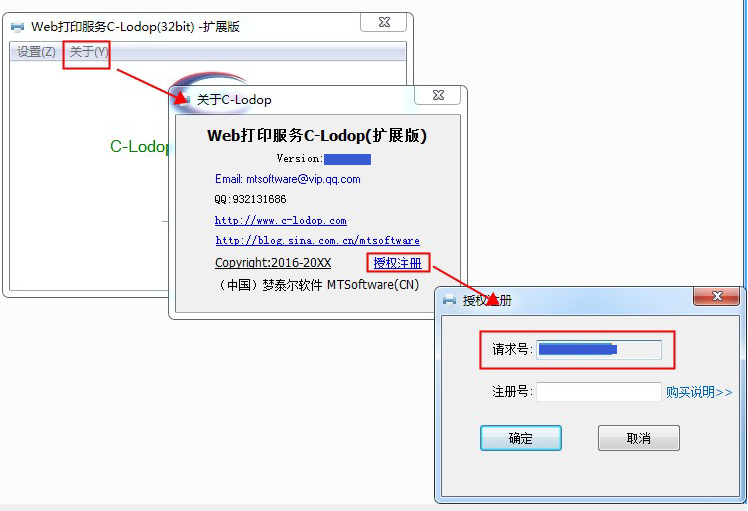 Web打印服务C-Lodop(32bit) -扩展版
设置(Z) 关于(Y)
C-Lodop
关于C-Lodop
Web打印服务C-Lodop(扩展版)
Version:
Email: mtsoftware@vip.qq.com
QQ:932131686
http://www.c-lodop.com
http://blog.sina.com.cn/mtsoftware
Copyright:2016-20XX 授权注册
（中国）梦泰尔软件 MTSoftware(CN)
授权注册
请求号:
注册号: 购买说明>>
确定 取消